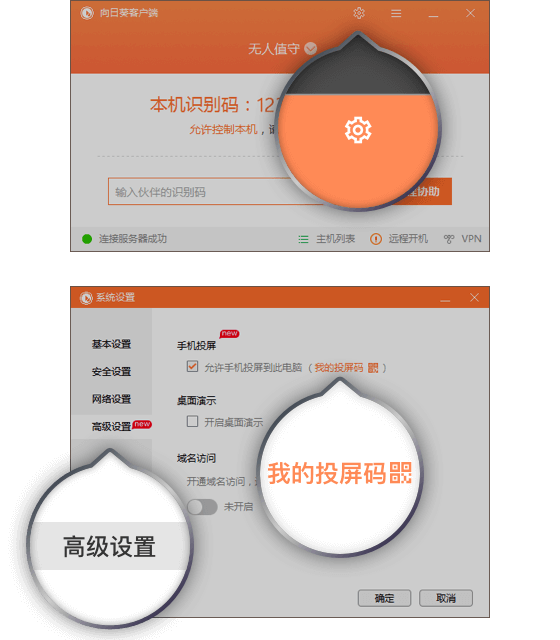 向日葵客户端
无人值守
本机识别码：12
允许控制本机，
输入伙伴的识别码
协助
连接服务器成功 主机列表 远程开机 VPN
系统设置
基本设置
安全设置
网络设置
高级设置 new
手机投屏 new
允许手机投屏到此电脑（我的投屏码）
桌面演示
开启桌面演示
域名访问
开通域名访问，
未开启
我的投屏码
高级设置
确定 取消